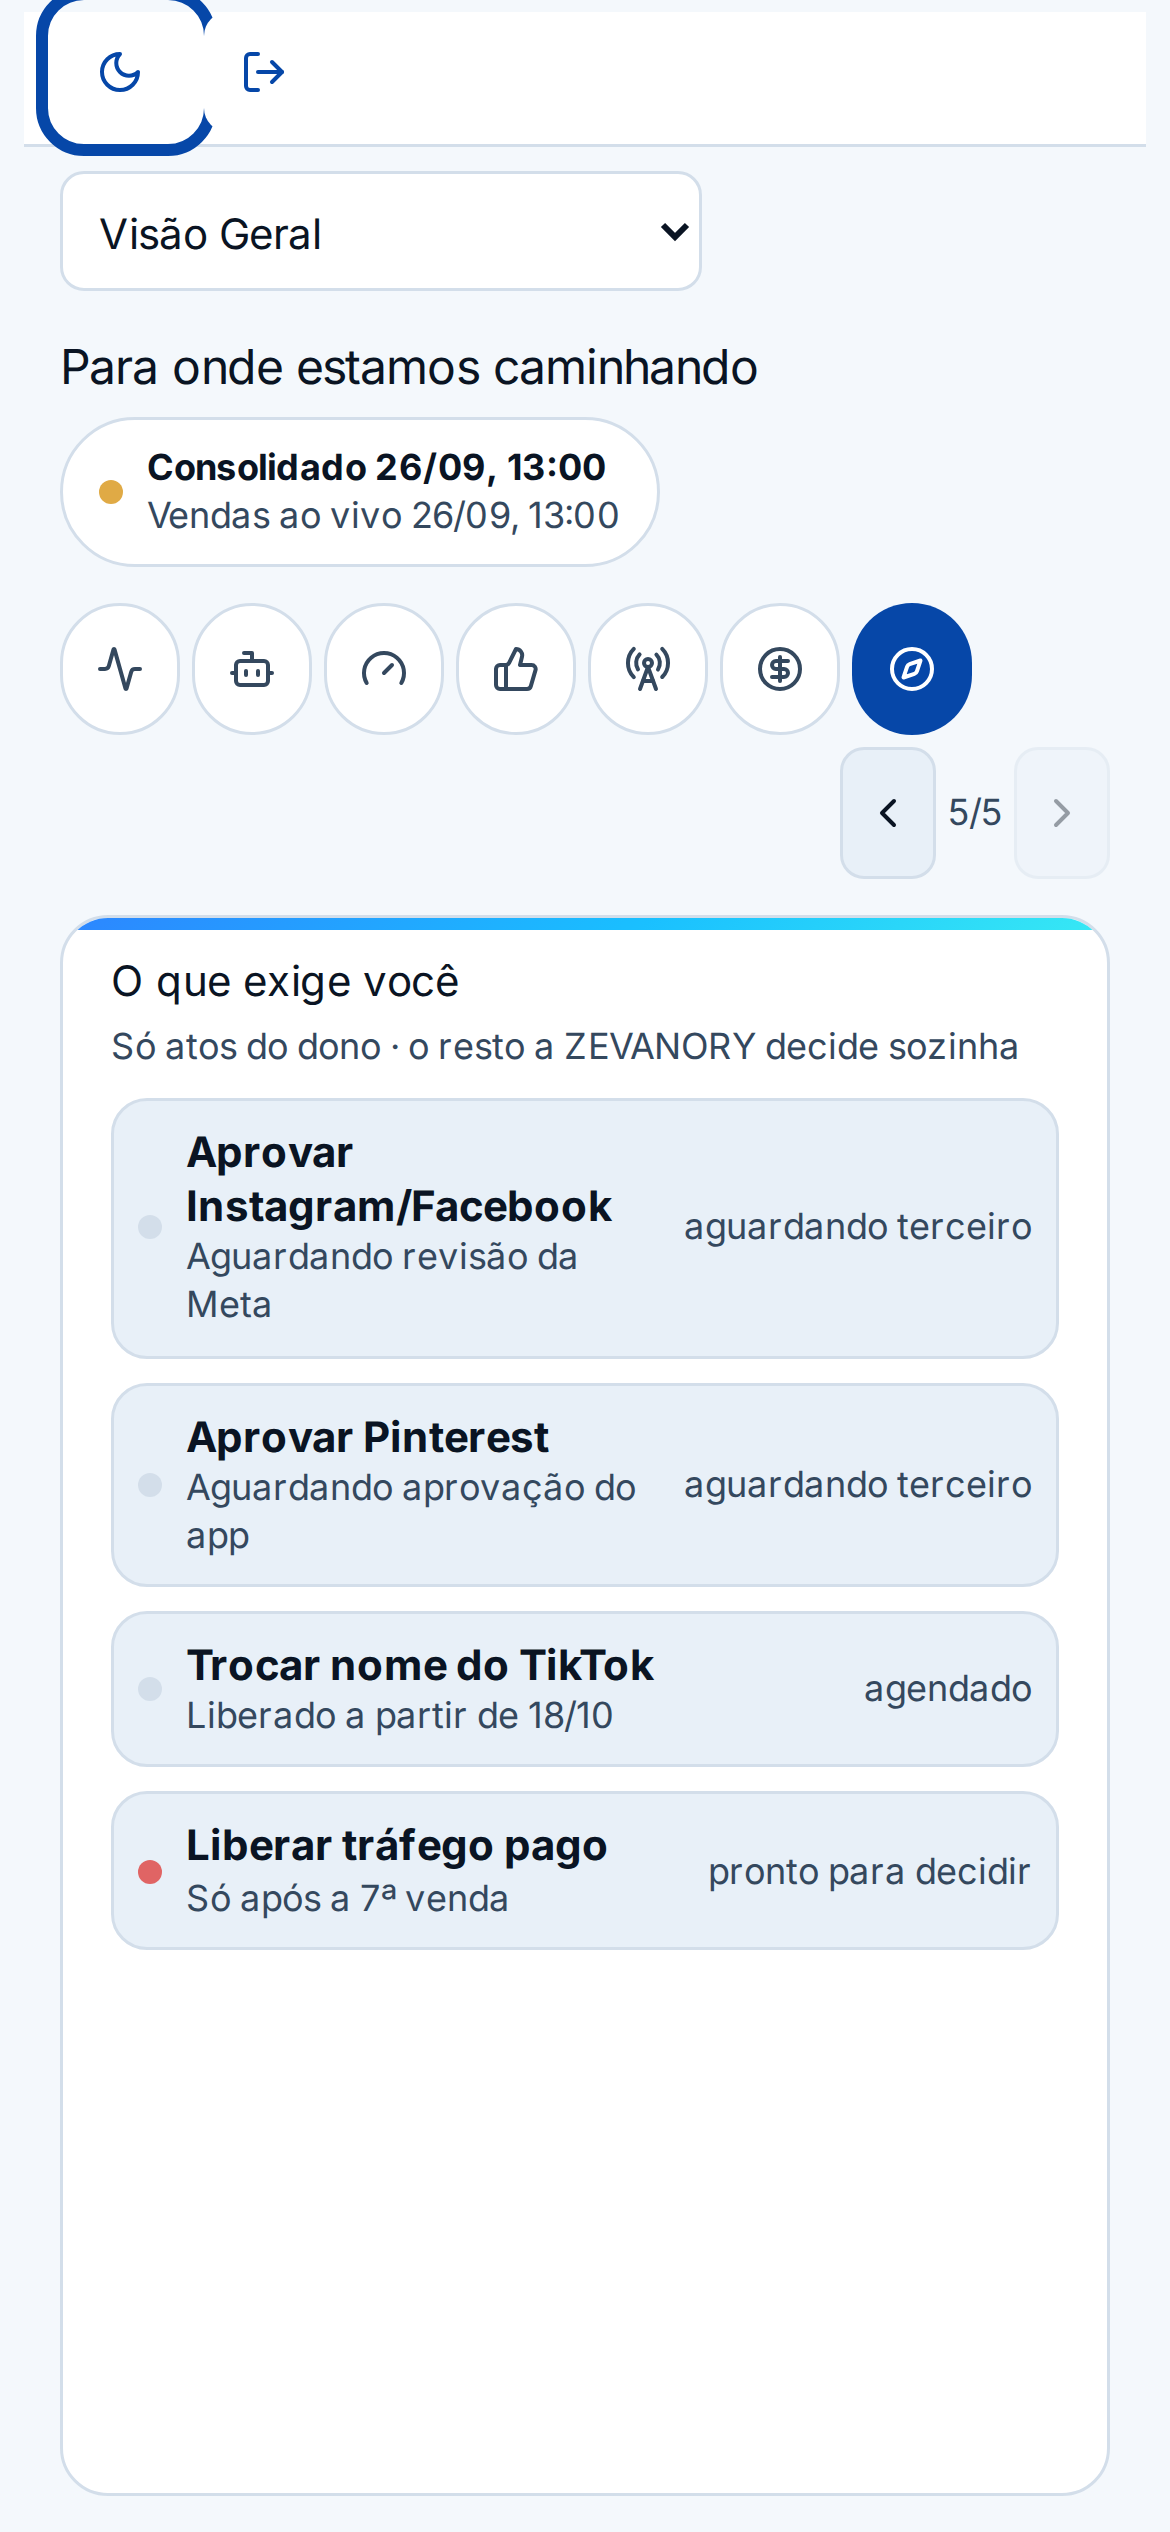 Visão Geral
Para onde estamos caminhando
Consolidado 26/09, 13:00
Vendas ao vivo 26/09, 13:00
5/5
O que exige você
Só atos do dono · o resto a ZEVANORY decide sozinha
Aprovar
Instagram/Facebook
Aguardando revisão da
Meta
aguardando terceiro
Aprovar Pinterest
Aguardando aprovação do
app
aguardando terceiro
Trocar nome do TikTok
Liberado a partir de 18/10
agendado
Liberar tráfego pago
Só após a 7ª venda
pronto para decidir